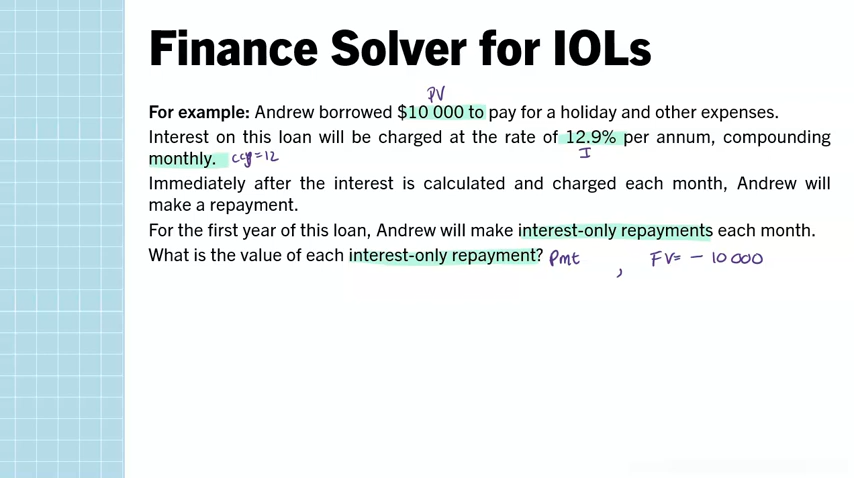 Finance Solver for IOLs
PV
For example: Andrew borrowed $10 000 to pay for a holiday and other expenses.
Interest on this loan will be charged at the rate of 12.9% per annum, compounding
monthly. cpy=12 I
Immediately after the interest is calculated and charged each month, Andrew will
make a repayment.
For the first year of this loan, Andrew will make interest-only repayments each month.
What is the value of each interest-only repayment? Pmt , FV= - 10 000